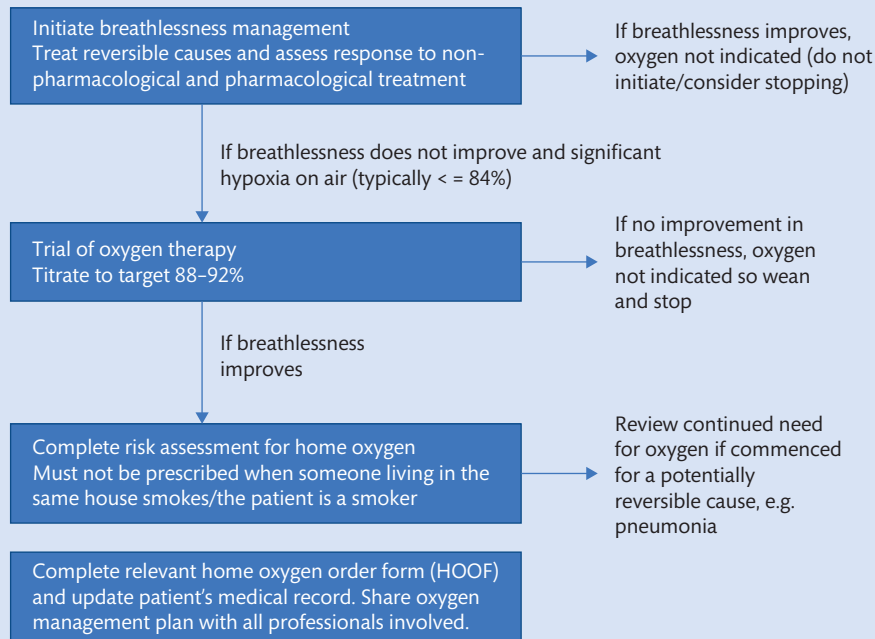 Initiate breathlessness management
Treat reversible causes and assess response to non-
pharmacological and pharmacological treatment
If breathlessness improves,
oxygen not indicated (do not
initiate/consider stopping)
If breathlessness does not improve and significant
hypoxia on air (typically < = 84%)
Trial of oxygen therapy
Titrate to target 88–92%
If no improvement in
breathlessness, oxygen
not indicated so wean
and stop
If breathlessness
improves
Complete risk assessment for home oxygen
Must not be prescribed when someone living in the
same house smokes/the patient is a smoker
Review continued need
for oxygen if commenced
for a potentially
reversible cause, e.g.
pneumonia
Complete relevant home oxygen order form (HOOF)
and update patient's medical record. Share oxygen
management plan with all professionals involved.